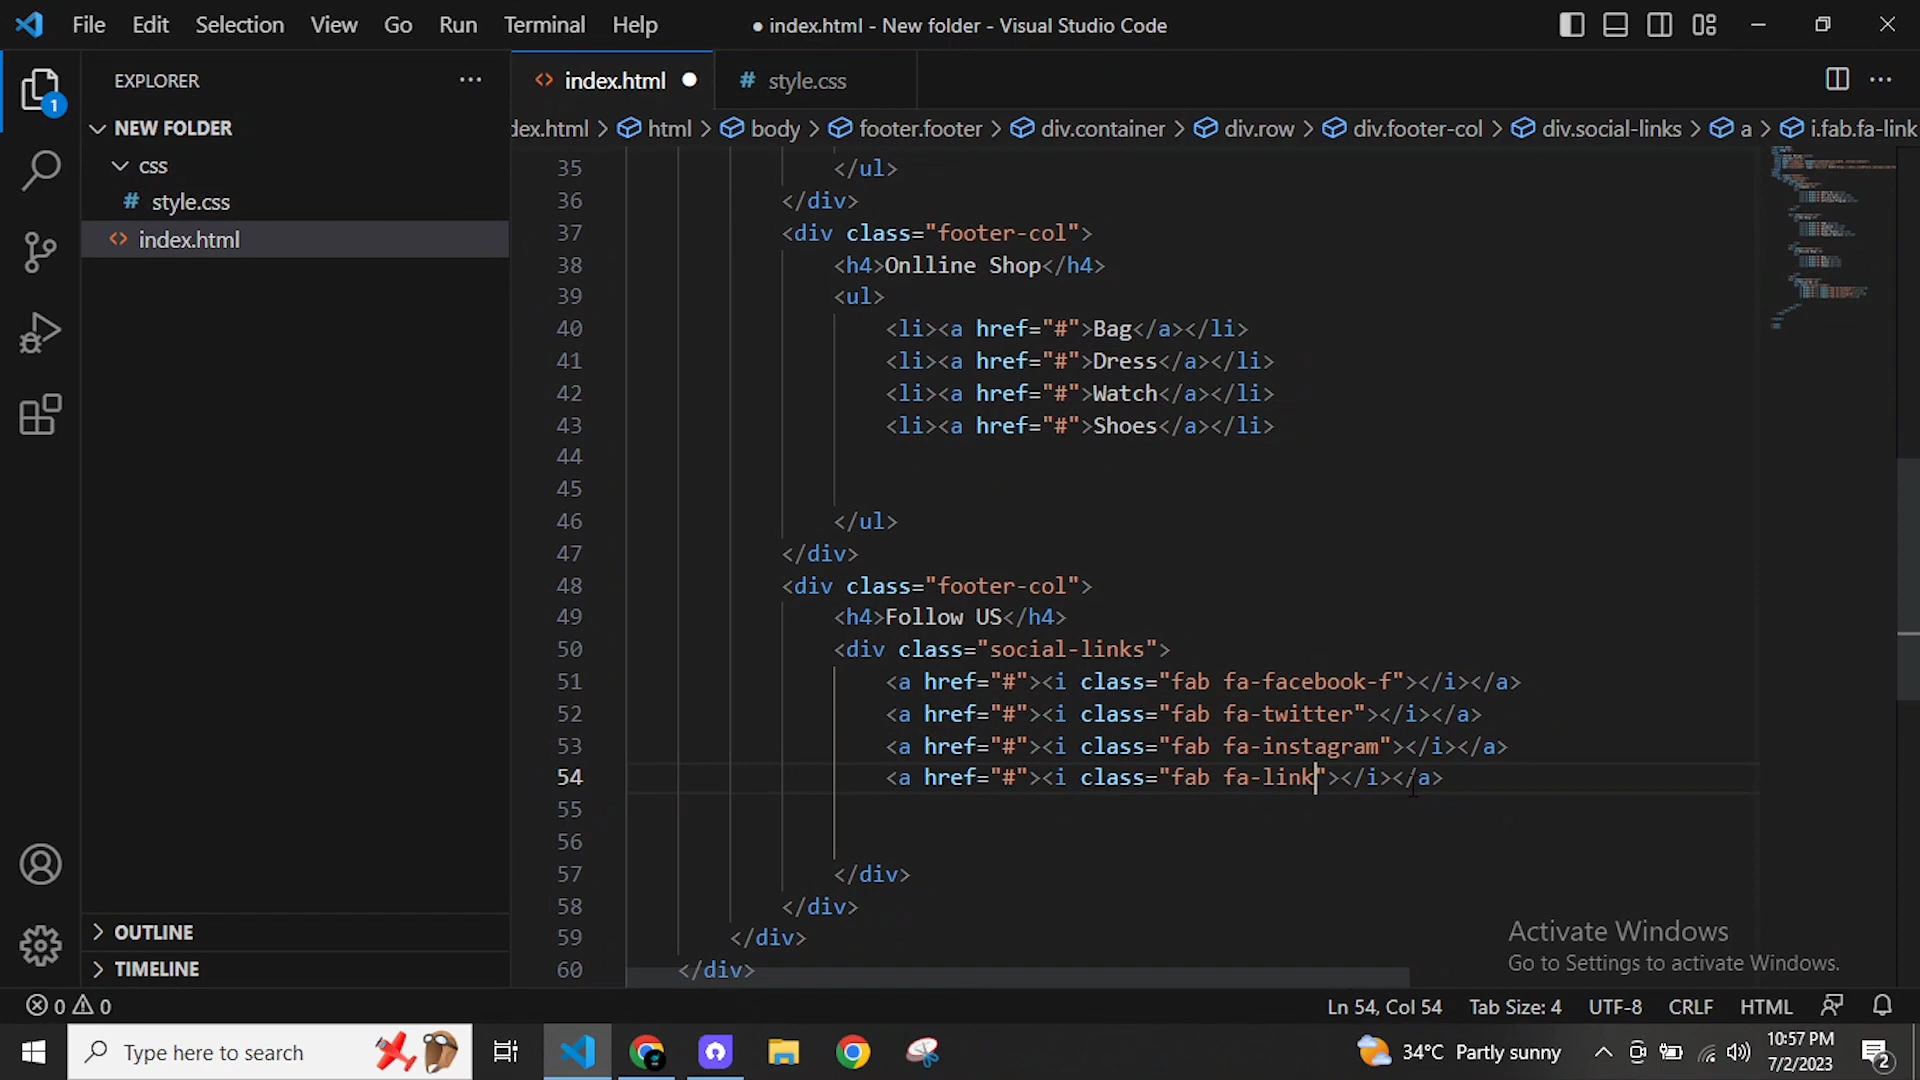 File Edit Selection View Go Run Terminal Help ● index.html - New folder - Visual Studio Code
EXPLORER
index.html
# style.css
1
NEW FOLDER
dex.html > html > body > footer.footer > div.container > div.row > div.footer-col > div.social-links > a > i.fab.fa-link
css
# style.css
<> index.html
35 </ul>
36 </div>
37 <div class="footer-col">
38 <h4>Onlline Shop</h4>
39 <ul>
40 <li><a href="#">Bag</a></li>
41 <li><a href="#">Dress</a></li>
42 <li><a href="#">Watch</a></li>
43 <li><a href="#">Shoes</a></li>
44
45
46 </ul>
47 </div>
48 <div class="footer-col">
49 <h4>Follow US</h4>
50 <div class="social-links">
51 <a href="#"><i class="fab fa-facebook-f"></i></a>
52 <a href="#"><i class="fab fa-twitter"></i></a>
53 <a href="#"><i class="fab fa-instagram"></i></a>
54 <a href="#"><i class="fab fa-link"></i></a>
55
56
57 </div>
58 </div>
59 </div>
60 </div>
OUTLINE
TIMELINE
Activate Windows
Go to Settings to activate Windows.
0 0 Ln 54, Col 54 Tab Size: 4 UTF-8 CRLF HTML
Type here to search 34°C Partly sunny
10:57 PM
7/2/2023
2